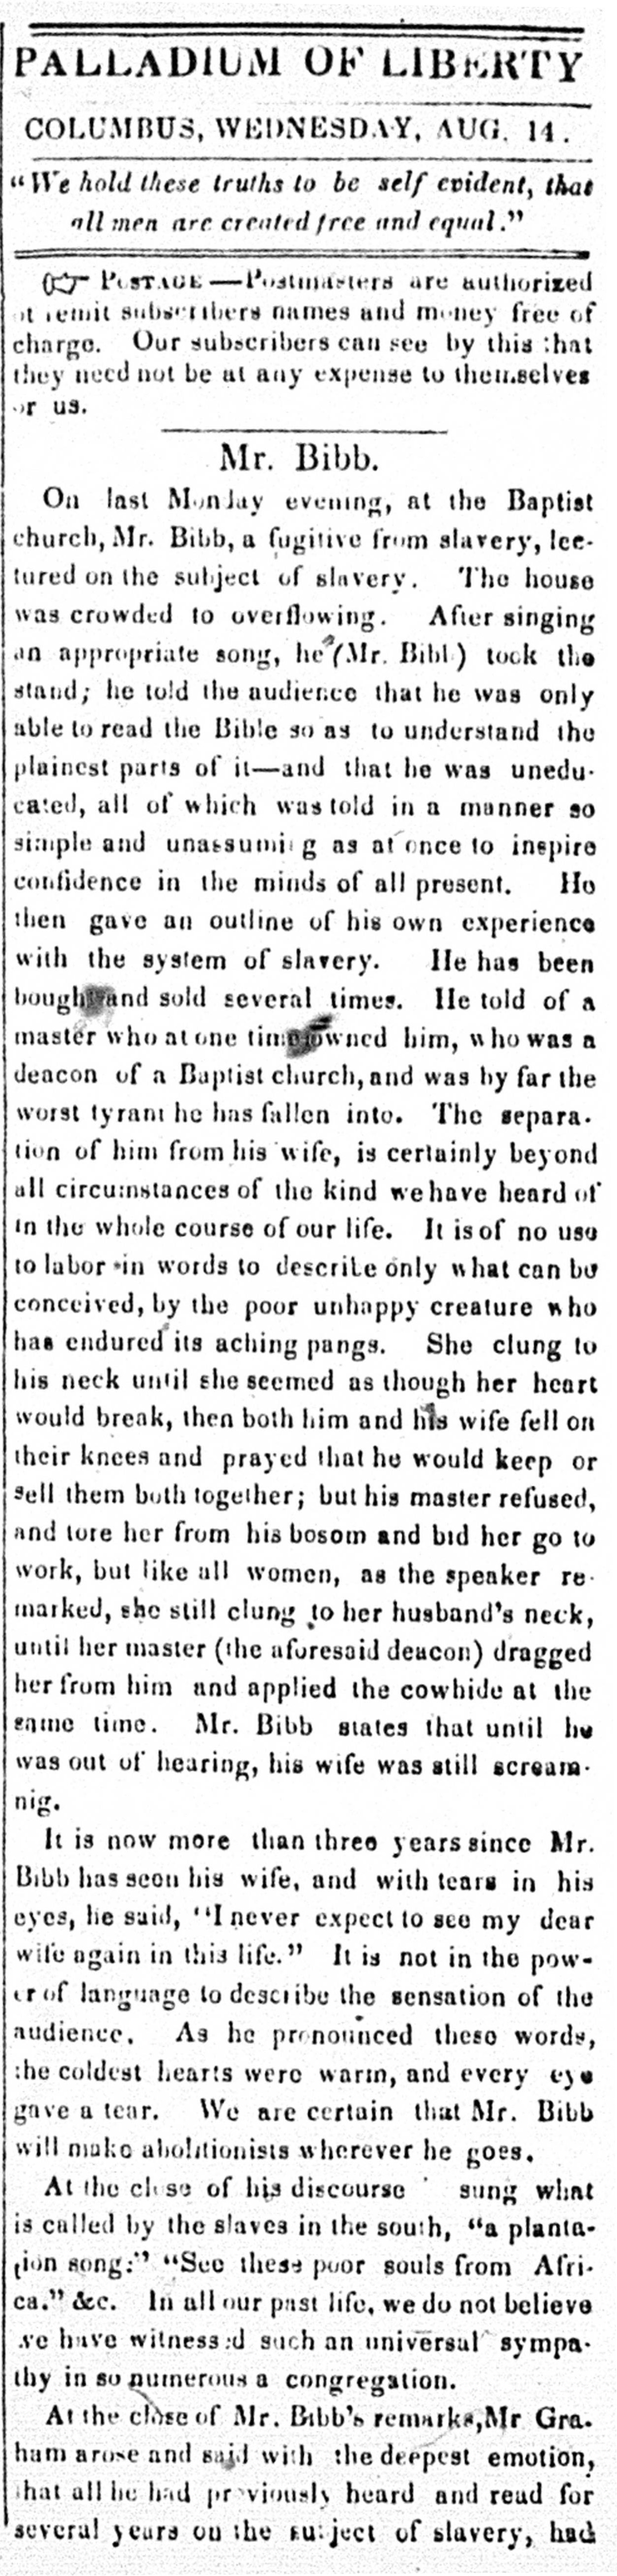 PALLADIUM OF LIBERTY
COLUMBUS, WEDNESDAY, AUG. 14.
"We hold these truths to be self evident, that
all men are created free and equal."
☞ POSTAGE—Postmasters are authorized
ot remit subscribers names and money free of
charge. Our subscribers can see by this that
they need not be at any expense to themselves
or us.
Mr. Bibb.
On last Monday evening, at the Baptist
church, Mr. Bibb, a fugitive from slavery, lec-
tured on the subject of slavery. The house
was crowded to overflowing. After singing
an appropriate song, he (Mr. Bibb) took the
stand; he told the audience that he was only
able to read the Bible so as to understand the
plainest parts of it—and that he was unedu-
cated, all of which was told in a manner so
simple and unassuming as at once to inspire
confidence in the minds of all present. He
then gave an outline of his own experience
with the system of slavery. He has been
bought and sold several times. He told of a
master who at one time owned him, who was a
deacon of a Baptist church, and was by far the
worst tyrant he has fallen into. The separa-
tion of him from his wife, is certainly beyond
all circumstances of the kind we have heard of
in the whole course of our life. It is of no use
to labor in words to describe only what can be
conceived, by the poor unhappy creature who
has endured its aching pangs. She clung to
his neck until she seemed as though her heart
would break, then both him and his wife fell on
their knees and prayed that he would keep or
sell them both together; but his master refused,
and tore her from his bosom and bid her go to
work, but like all women, as the speaker re-
marked, she still clung to her husband's neck,
until her master (the aforesaid deacon) dragged
her from him and applied the cowhide at the
same time. Mr. Bibb states that until he
was out of hearing, his wife was still scream-
nig.
It is now more than three years since Mr.
Bibb has seen his wife, and with tears in his
eyes, he said, "I never expect to see my dear
wife again in this life." It is not in the pow-
er of language to describe the sensation of the
audience. As he pronounced these words,
the coldest hearts were warm, and every eye
gave a tear. We are certain that Mr. Bibb
will make abolitionists wherever he goes.
At the close of his discourse ' sung what
is called by the slaves in the south, "a planta-
tion song:" "See these poor souls from Afri-
ca." &c. In all our past life, we do not believe
we have witnessed such an universal sympa-
thy in so numerous a congregation.
At the close of Mr. Bibb's remarks, Mr Gra-
ham arose and said with the deepest emotion,
that all he had previously heard and read for
several years on the subject of slavery, had